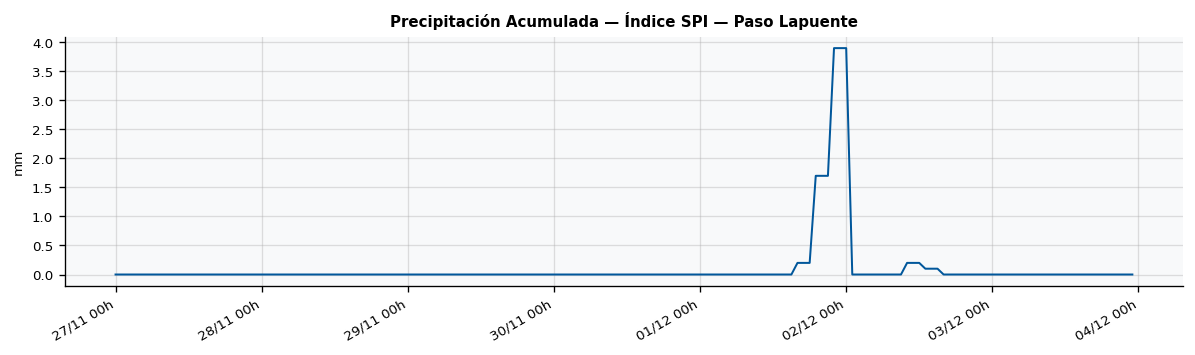 Precipitación Acumulada — Índice SPI — Paso Lapuente
4.0
3.5
3.0
2.5
2.0
1.5
1.0
0.5
0.0
mm
27/11 00h
28/11 00h
29/11 00h
30/11 00h
01/12 00h
02/12 00h
03/12 00h
04/12 00h